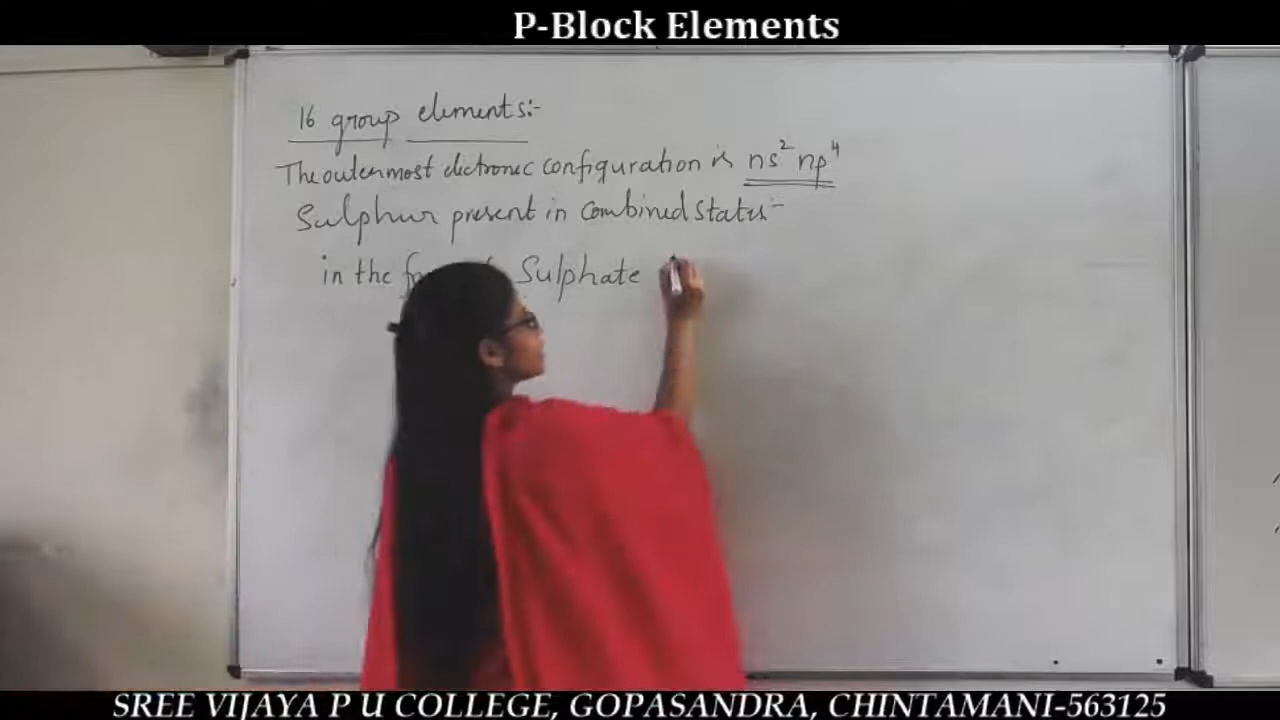 P-Block Elements
16 group elements:-
The outermost electronic configuration is ns² np⁴
Sulphur present in combined status:-
in the Sulphate
SREE VIJAYA P U COLLEGE, GOPASANDRA, CHINTAMANI-563125